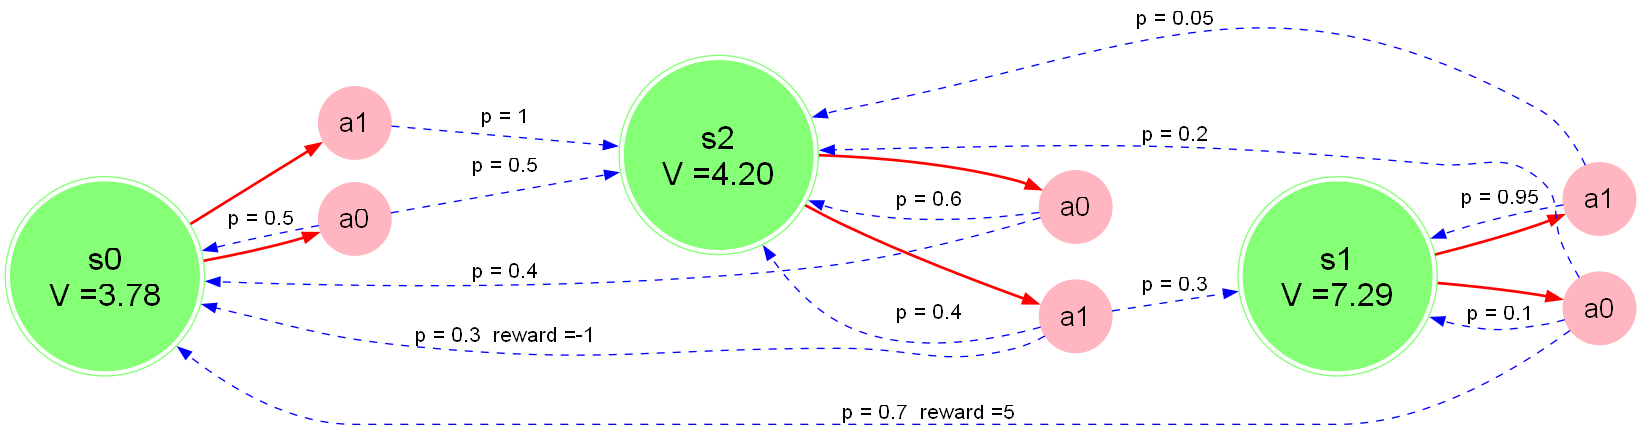 p = 0.05
a1
p = 1
s2
V =4.20
p = 0.2
p = 0.5
a0
p = 0.5
p = 0.6
a0
p = 0.95
a1
s0
V =3.78
p = 0.4
s1
V =7.29
p = 0.3
a1
p = 0.4
p = 0.1
a0
p = 0.3  reward =-1
p = 0.7  reward =5